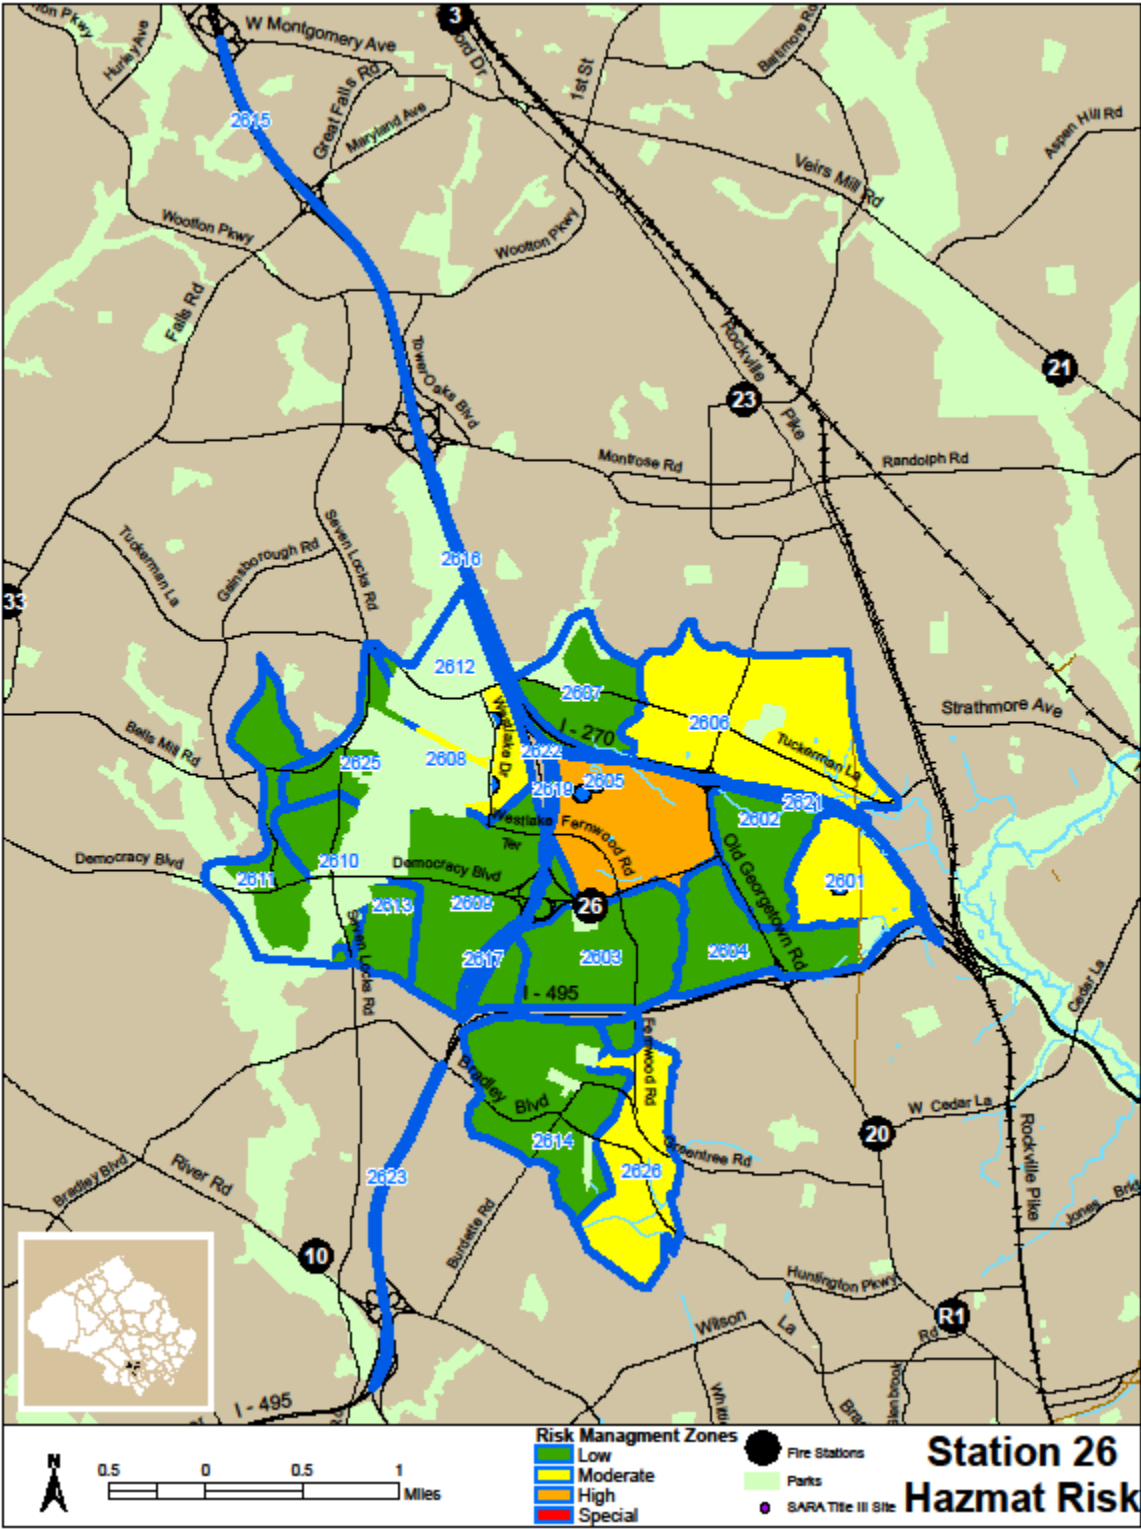 W Montgomery Ave
3
Hurley Ave
Great Falls Rd
Maryland Ave
1st St
Baltimore Rd
Aspen Hill Rd
2615
Veirs Mill Rd
Wootton Pkwy
Wootton Pkwy
Falls Rd
Tower Oaks Blvd
Rockville
Pike
23
21
Montrose Rd
Randolph Rd
Tuckerman La
Gainsborough Rd
Seven Locks Rd
2616
33
2612
2607
2606
Strathmore Ave
Bells Mill Rd
2625
2608
Westlake Dr
I - 270
2622
Tuckerman La
2619
2605
2621
2602
Westlake
Ter
Fernwood Rd
Democracy Blvd
2611
2610
Democracy Blvd
Old Georgetown Rd
2601
2613
2609
26
Seven Locks Rd
2617
2603
2604
I - 495
Cedar La
Fernwood Rd
Bradley
Blvd
W Cedar La
20
2614
Greentree Rd
2626
Rockville Pike
Bradley Blvd
River Rd
2623
Burdette Rd
Jones
10
Huntington Pkwy
R1
Wilson
La
Rd
I - 495
N
0.5 0 0.5 1
Miles
Risk Managment Zones
Low
Moderate
High
Special
Fire Stations
Parks
SARA Title III Site
Station 26
Hazmat Risk